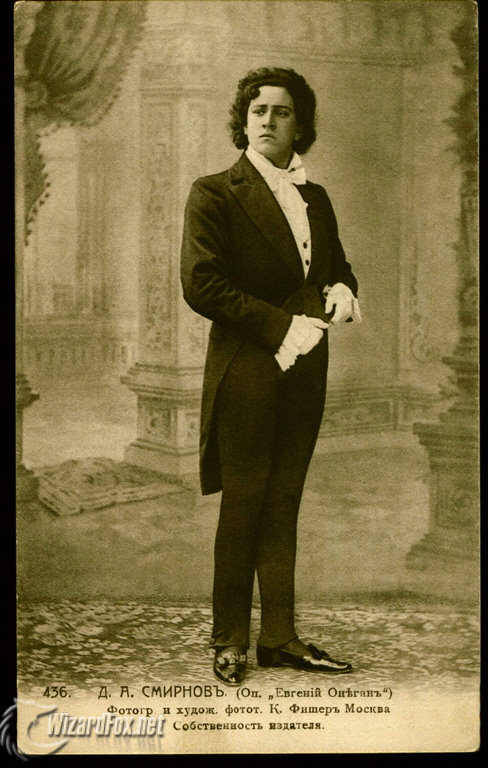 436. Д. А. СМИРНОВЪ. (Оп. „Евгеній Онѣгинъ“)
Фотогр. и худож. фотот. К. Фишеръ Москва
Собственность издателя.
WizardFox.net